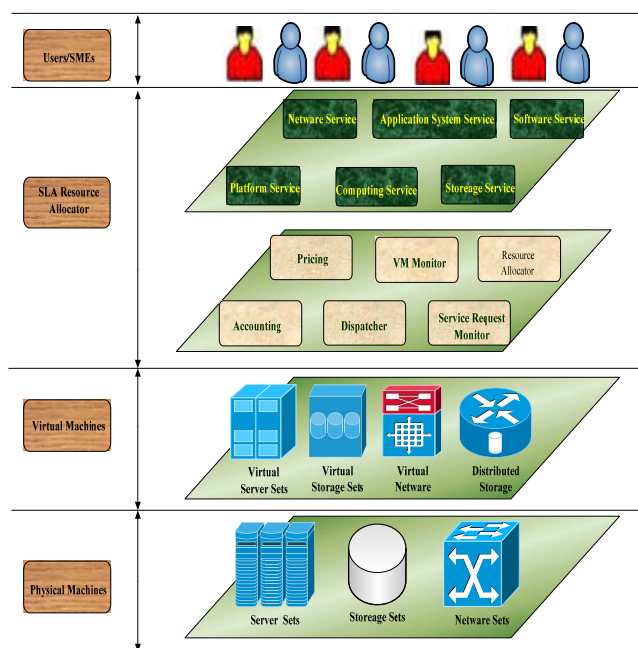 Users/SMEs
Netware Service
Application System Service
Software Service
Platform Service
Computing Service
Storeage Service
SLA Resource
Allocator
Pricing
VM Monitor
Resource
Allocator
Accounting
Dispatcher
Service Request
Monitor
Virtual Machines
Virtual
Server Sets
Virtual
Storage Sets
Virtual
Netware
Distributed
Storage
Physical Machines
Server Sets
Storeage Sets
Netware Sets